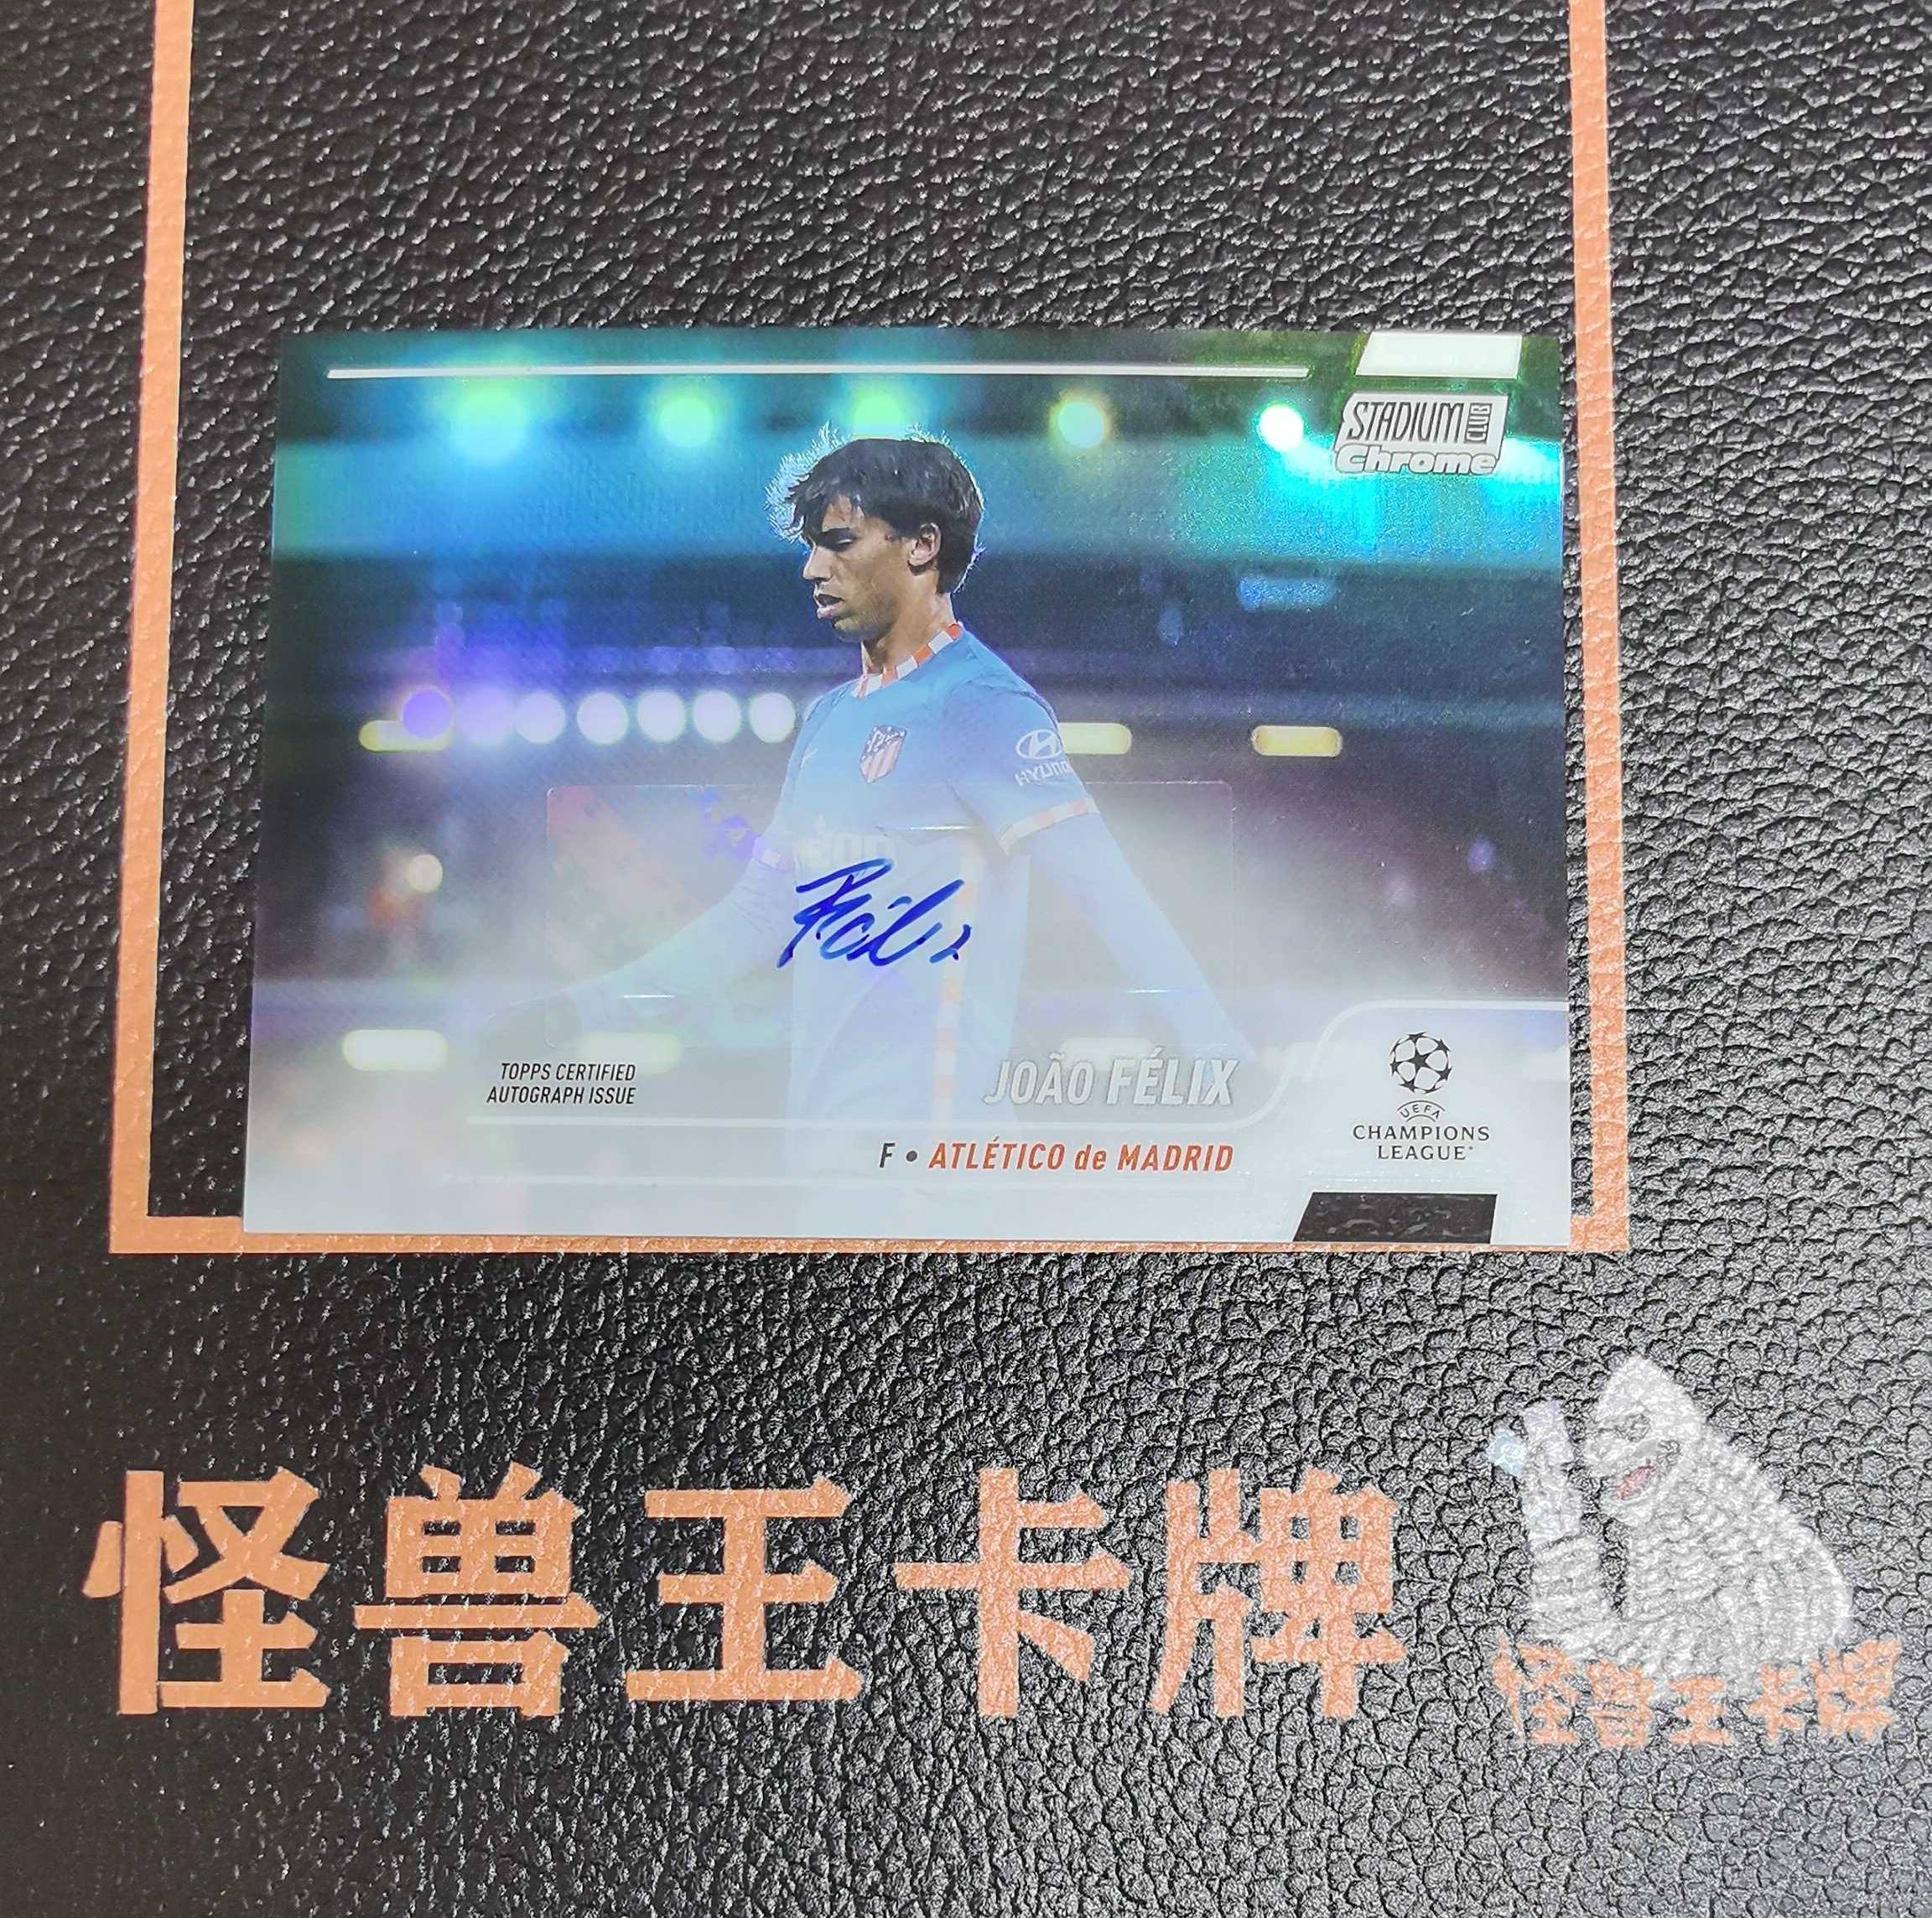 STADIUM CLUB
Chrome
HYUNDAI
Félix
TOPPS CERTIFIED
AUTOGRAPH ISSUE
JOÃO FÉLIX
F • ATLÉTICO de MADRID
UEFA
CHAMPIONS
LEAGUE
怪兽王卡牌
怪兽王卡牌